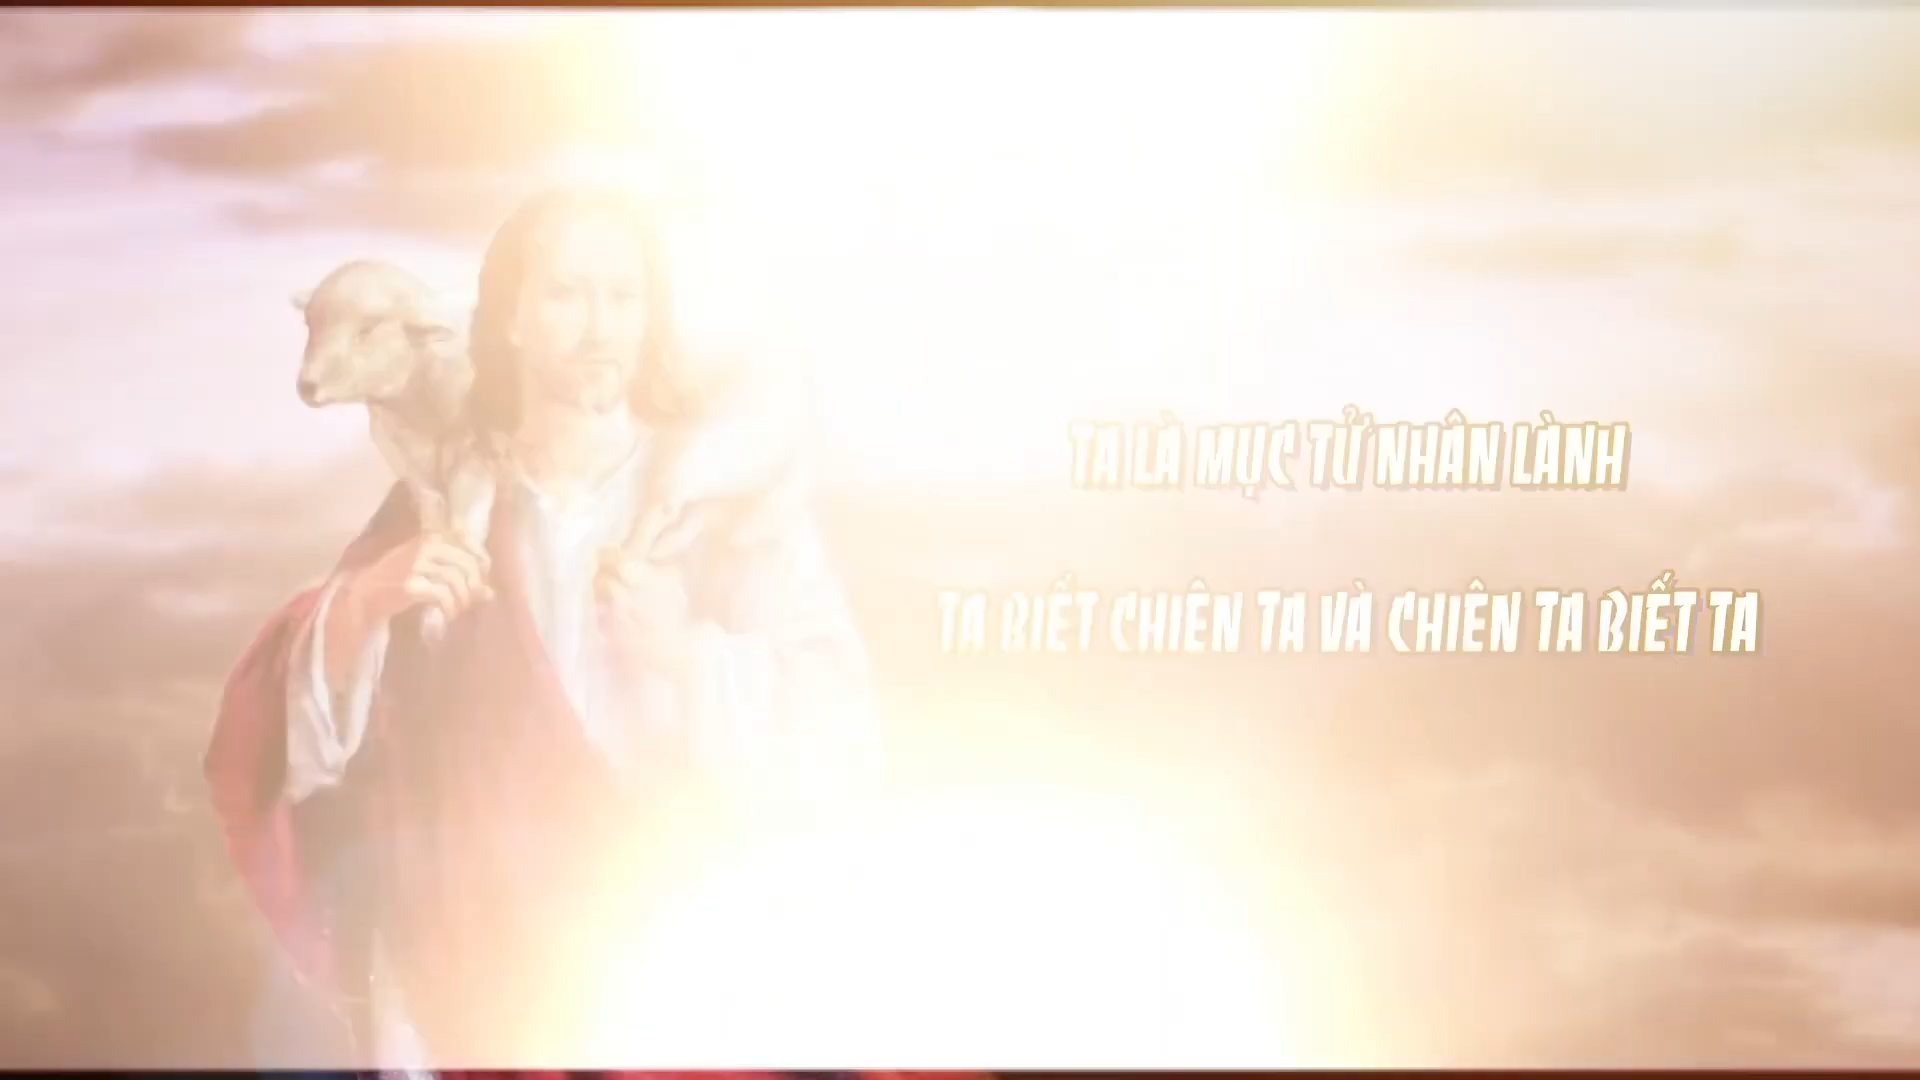 TA LÀ MỤC TỬ NHÂN LÀNH
TA BIẾT CHIÊN TA VÀ CHIÊN TA BIẾT TA